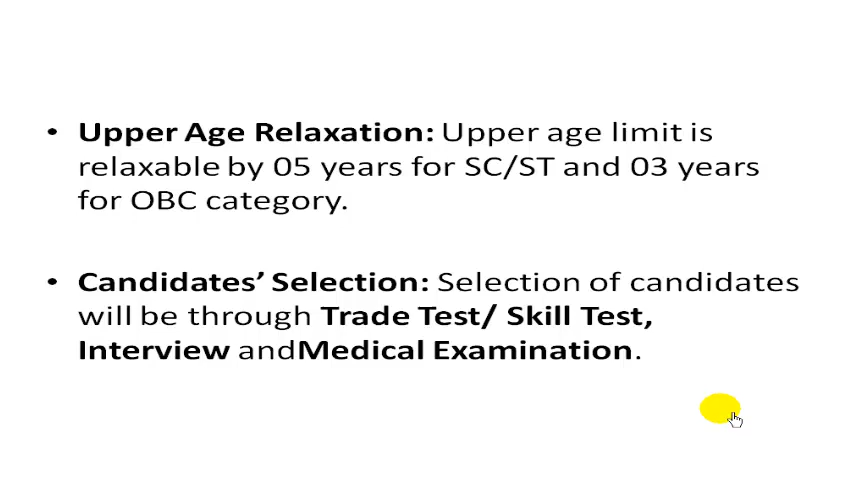 • Upper Age Relaxation: Upper age limit is
relaxable by 05 years for SC/ST and 03 years
for OBC category.
• Candidates’ Selection: Selection of candidates
will be through Trade Test/ Skill Test,
Interview andMedical Examination.